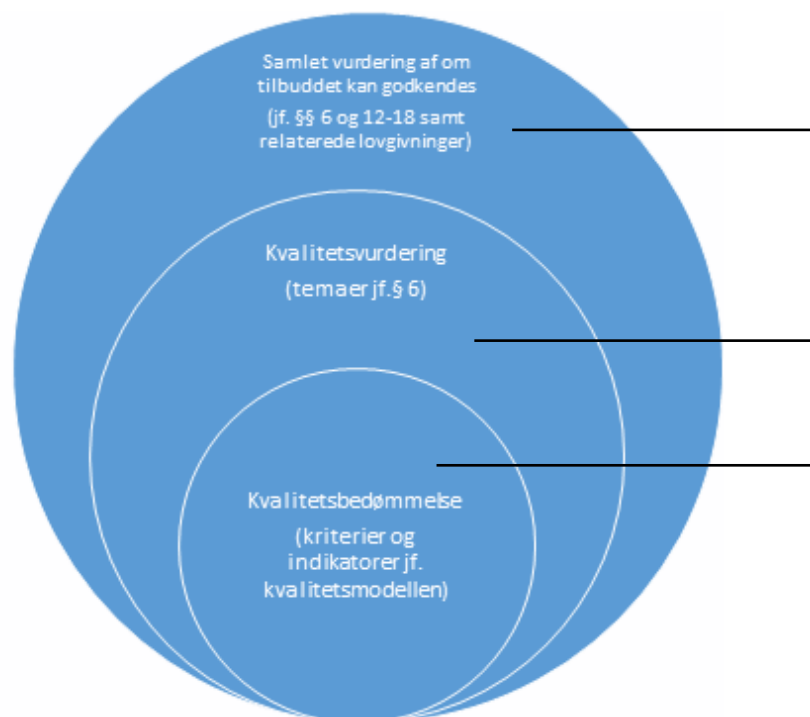 Samlet vurdering af om
tilbuddet kan godkendes
(jf. §§ 6 og 12-18 samt
relaterede lovgivninger)
Kvalitetsvurdering
(temaer jf.§ 6)
Kvalitetsbedømmelse
(kriterier og
indikatorer jf.
kvalitetsmodellen)